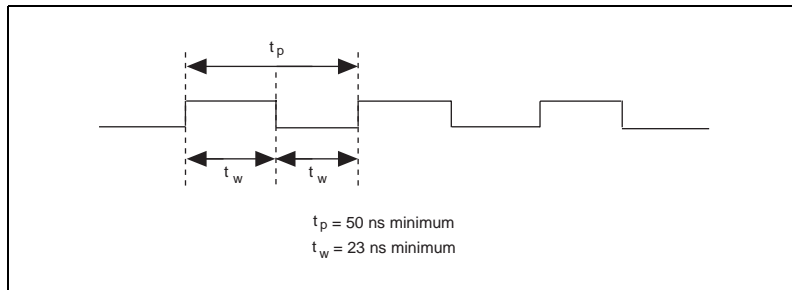 t p
t w t w
t p = 50 ns minimum
t w = 23 ns minimum